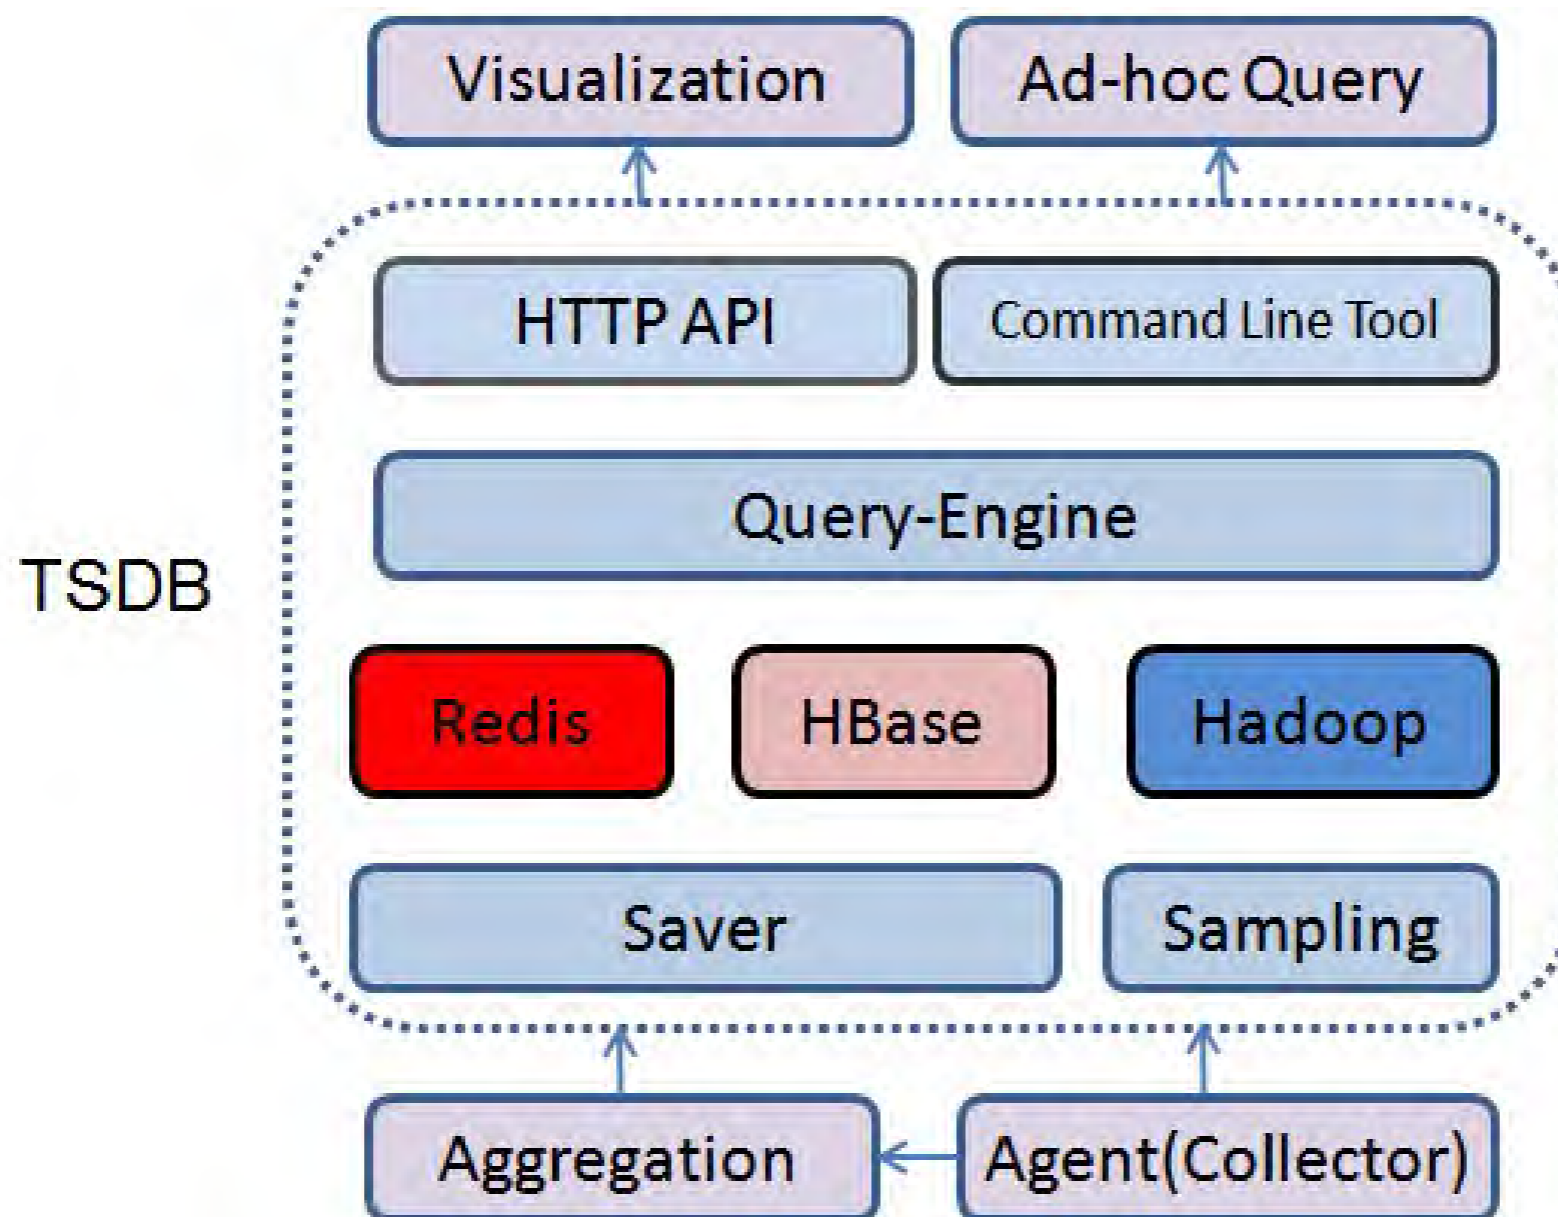 Visualization
Ad-hoc Query
HTTP API
Command Line Tool
Query-Engine
TSDB
Redis
HBase
Hadoop
Saver
Sampling
Aggregation
Agent(Collector)